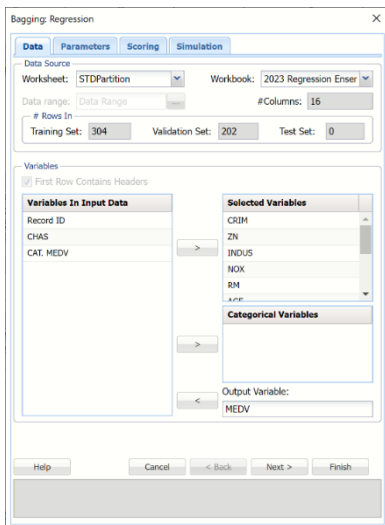 Bagging: Regression
Data Parameters Scoring Simulation
Data Source
Worksheet: STDPartition Workbook: 2023 Regression Enser
Data range: Data Range ... #Columns: 16
# Rows In
Training Set: 304 Validation Set: 202 Test Set: 0
Variables
First Row Contains Headers
Variables In Input Data
Record ID
CHAS
CAT. MEDV
>
Selected Variables
CRIM
ZN
INDUS
NOX
RM
AGE
Categorical Variables
>
<
Output Variable:
MEDV
Help Cancel < Back Next > Finish